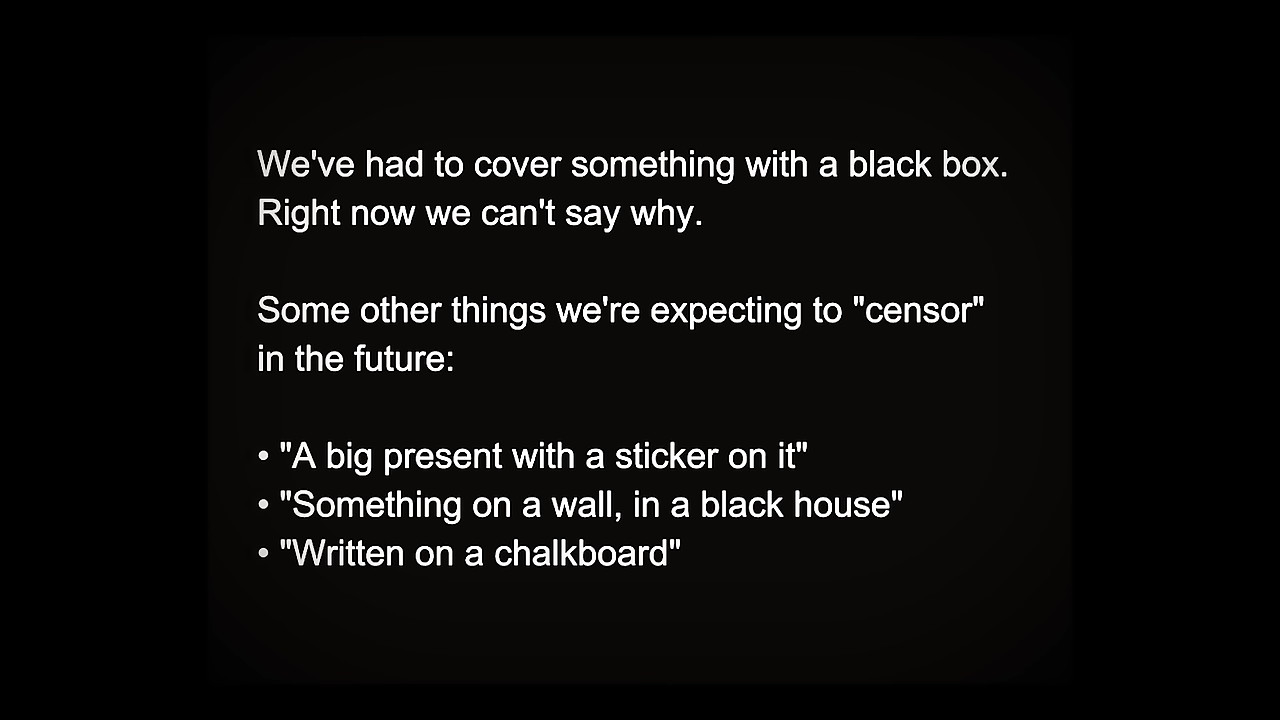 We've had to cover something with a black box.
Right now we can't say why.
Some other things we're expecting to "censor"
in the future:
• "A big present with a sticker on it"
• "Something on a wall, in a black house"
• "Written on a chalkboard"